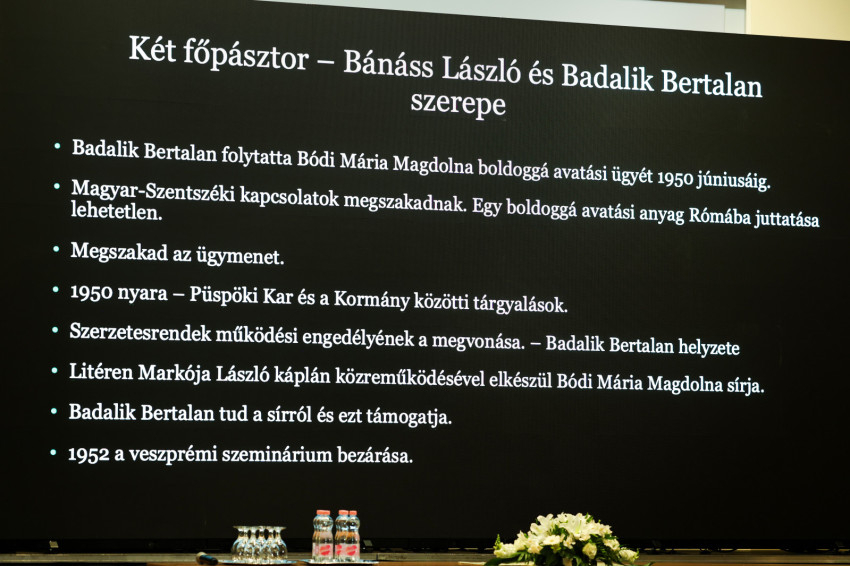 Két főpásztor – Bánáss László és Badalik Bertalan
szerepe
• Badalik Bertalan folytatta Bódi Mária Magdolna boldoggá avatási ügyét 1950 júniusáig.
• Magyar-Szentszéki kapcsolatok megszakadnak. Egy boldoggá avatási anyag Rómába juttatása
lehetetlen.
• Megszakad az ügymenet.
• 1950 nyara – Püspöki Kar és a Kormány közötti tárgyalások.
• Szerzetesrendek működési engedélyének a megvonása. – Badalik Bertalan helyzete
• Litéren Markója László káplán közreműködésével elkészül Bódi Mária Magdolna sírja.
• Badalik Bertalan tud a sírról és ezt támogatja.
• 1952 a veszprémi szeminárium bezárása.